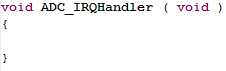 void ADC_IRQHandler ( void )
{
}